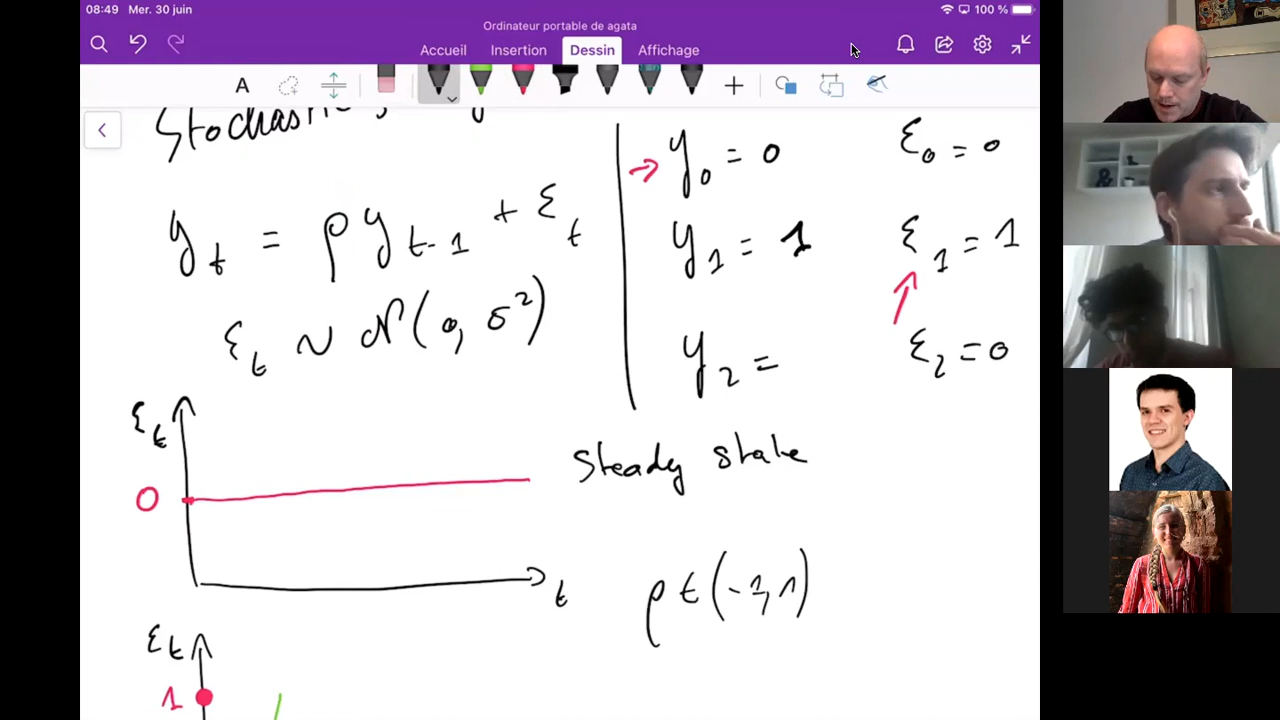 08:49 Mer. 30 juin
100 %
Ordinateur portable de agata
Accueil Insertion Dessin Affichage
A
Stochastic
y_t = ρ y_{t-1} + ε_t
ε_t ~ N(0, σ²)
→ y_0 = 0 ε_0 = 0
y_1 = 1 ε_1 = 1
y_2 = ε_2 = 0
ε_t
0
t
Steady state
ρ ∈ (-1, 1)
ε_t
1